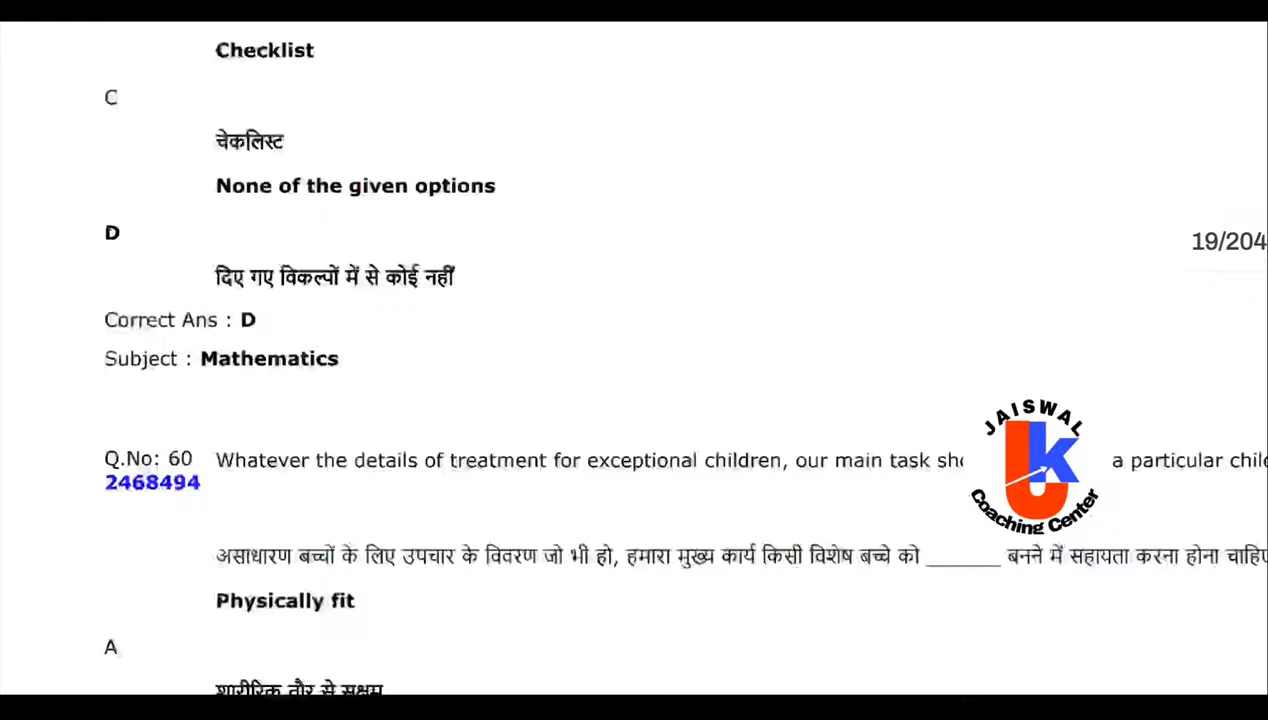 Checklist
C
चेकलिस्ट
None of the given options
D
19/204
दिए गए विकल्पों में से कोई नहीं
Correct Ans : D
Subject : Mathematics
JAISWAL
Q.No: 60 Whatever the details of treatment for exceptional children, our main task a particular
2468494
Coaching Center
असाधारण बच्चों के लिए उपचार के विवरण जो भी हो, हमारा मुख्य कार्य किसी विशेष बच्चे को _______ बनने में सहायता करना होना
Physically fit
A
शारीरिक तौर से सक्षम